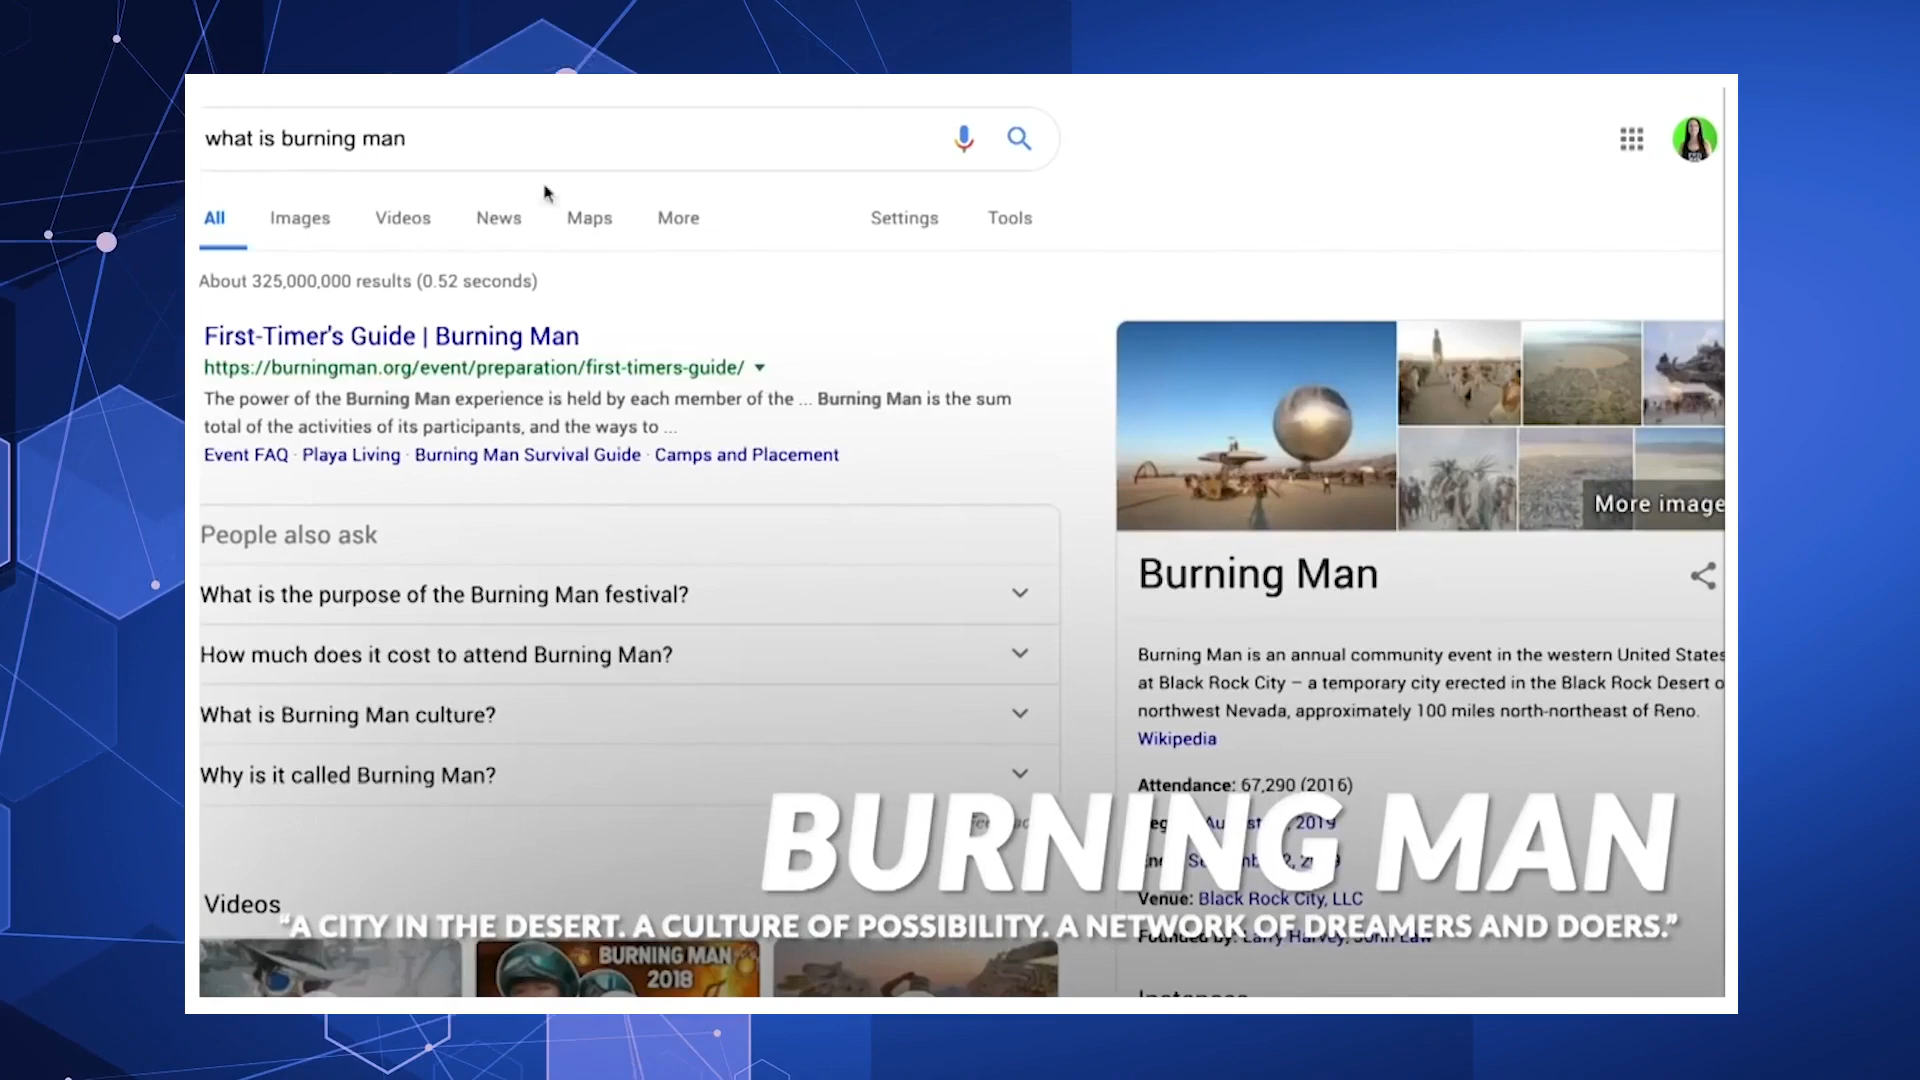 what is burning man
All Images Videos News Maps More Settings Tools
About 325,000,000 results (0.52 seconds)
First-Timer's Guide | Burning Man
https://burningman.org/event/preparation/first-timers-guide/
The power of the Burning Man experience is held by each member of the ... Burning Man is the sum
total of the activities of its participants, and the ways to ...
Event FAQ · Playa Living · Burning Man Survival Guide · Camps and Placement
People also ask
What is the purpose of the Burning Man festival?
How much does it cost to attend Burning Man?
What is Burning Man culture?
Why is it called Burning Man?
Videos
BURNING MAN
2018
More image
Burning Man
Burning Man is an annual community event in the western United States
at Black Rock City – a temporary city erected in the Black Rock Desert o
northwest Nevada, approximately 100 miles north-northeast of Reno.
Wikipedia
Attendance: 67,290 (2016)
2019
Venue: Black Rock City, LLC
Founded by: Larry Harvey, John Law
BURNING MAN
“A CITY IN THE DESERT. A CULTURE OF POSSIBILITY. A NETWORK OF DREAMERS AND DOERS.”